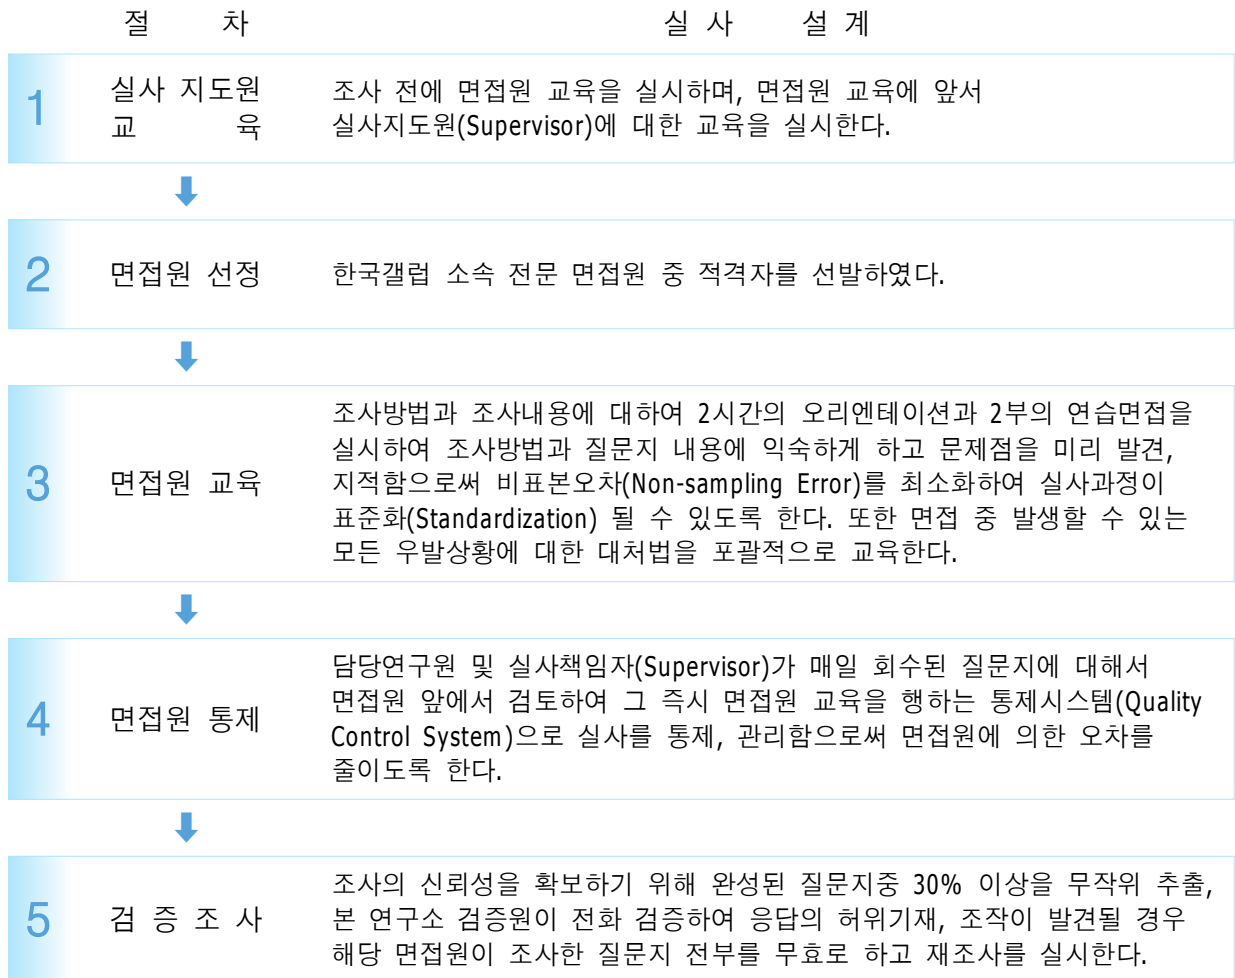 절 차 실 사 설 계
1
실사 지도원
교 육
조사 전에 면접원 교육을 실시하며, 면접원 교육에 앞서
실사지도원(Supervisor)에 대한 교육을 실시한다.
2
면접원 선정
한국갤럽 소속 전문 면접원 중 적격자를 선발하였다.
3
면접원 교육
조사방법과 조사내용에 대하여 2시간의 오리엔테이션과 2부의 연습면접을
실시하여 조사방법과 질문지 내용에 익숙하게 하고 문제점을 미리 발견,
지적함으로써 비표본오차(Non-sampling Error)를 최소화하여 실사과정이
표준화(Standardization) 될 수 있도록 한다. 또한 면접 중 발생할 수 있는
모든 우발상황에 대한 대처법을 포괄적으로 교육한다.
4
면접원 통제
담당연구원 및 실사책임자(Supervisor)가 매일 회수된 질문지에 대해서
면접원 앞에서 검토하여 그 즉시 면접원 교육을 행하는 통제시스템(Quality
Control System)으로 실사를 통제, 관리함으로써 면접원에 의한 오차를
줄이도록 한다.
5
검 증 조 사
조사의 신뢰성을 확보하기 위해 완성된 질문지중 30% 이상을 무작위 추출,
본 연구소 검증원이 전화 검증하여 응답의 허위기재, 조작이 발견될 경우
해당 면접원이 조사한 질문지 전부를 무효로 하고 재조사를 실시한다.